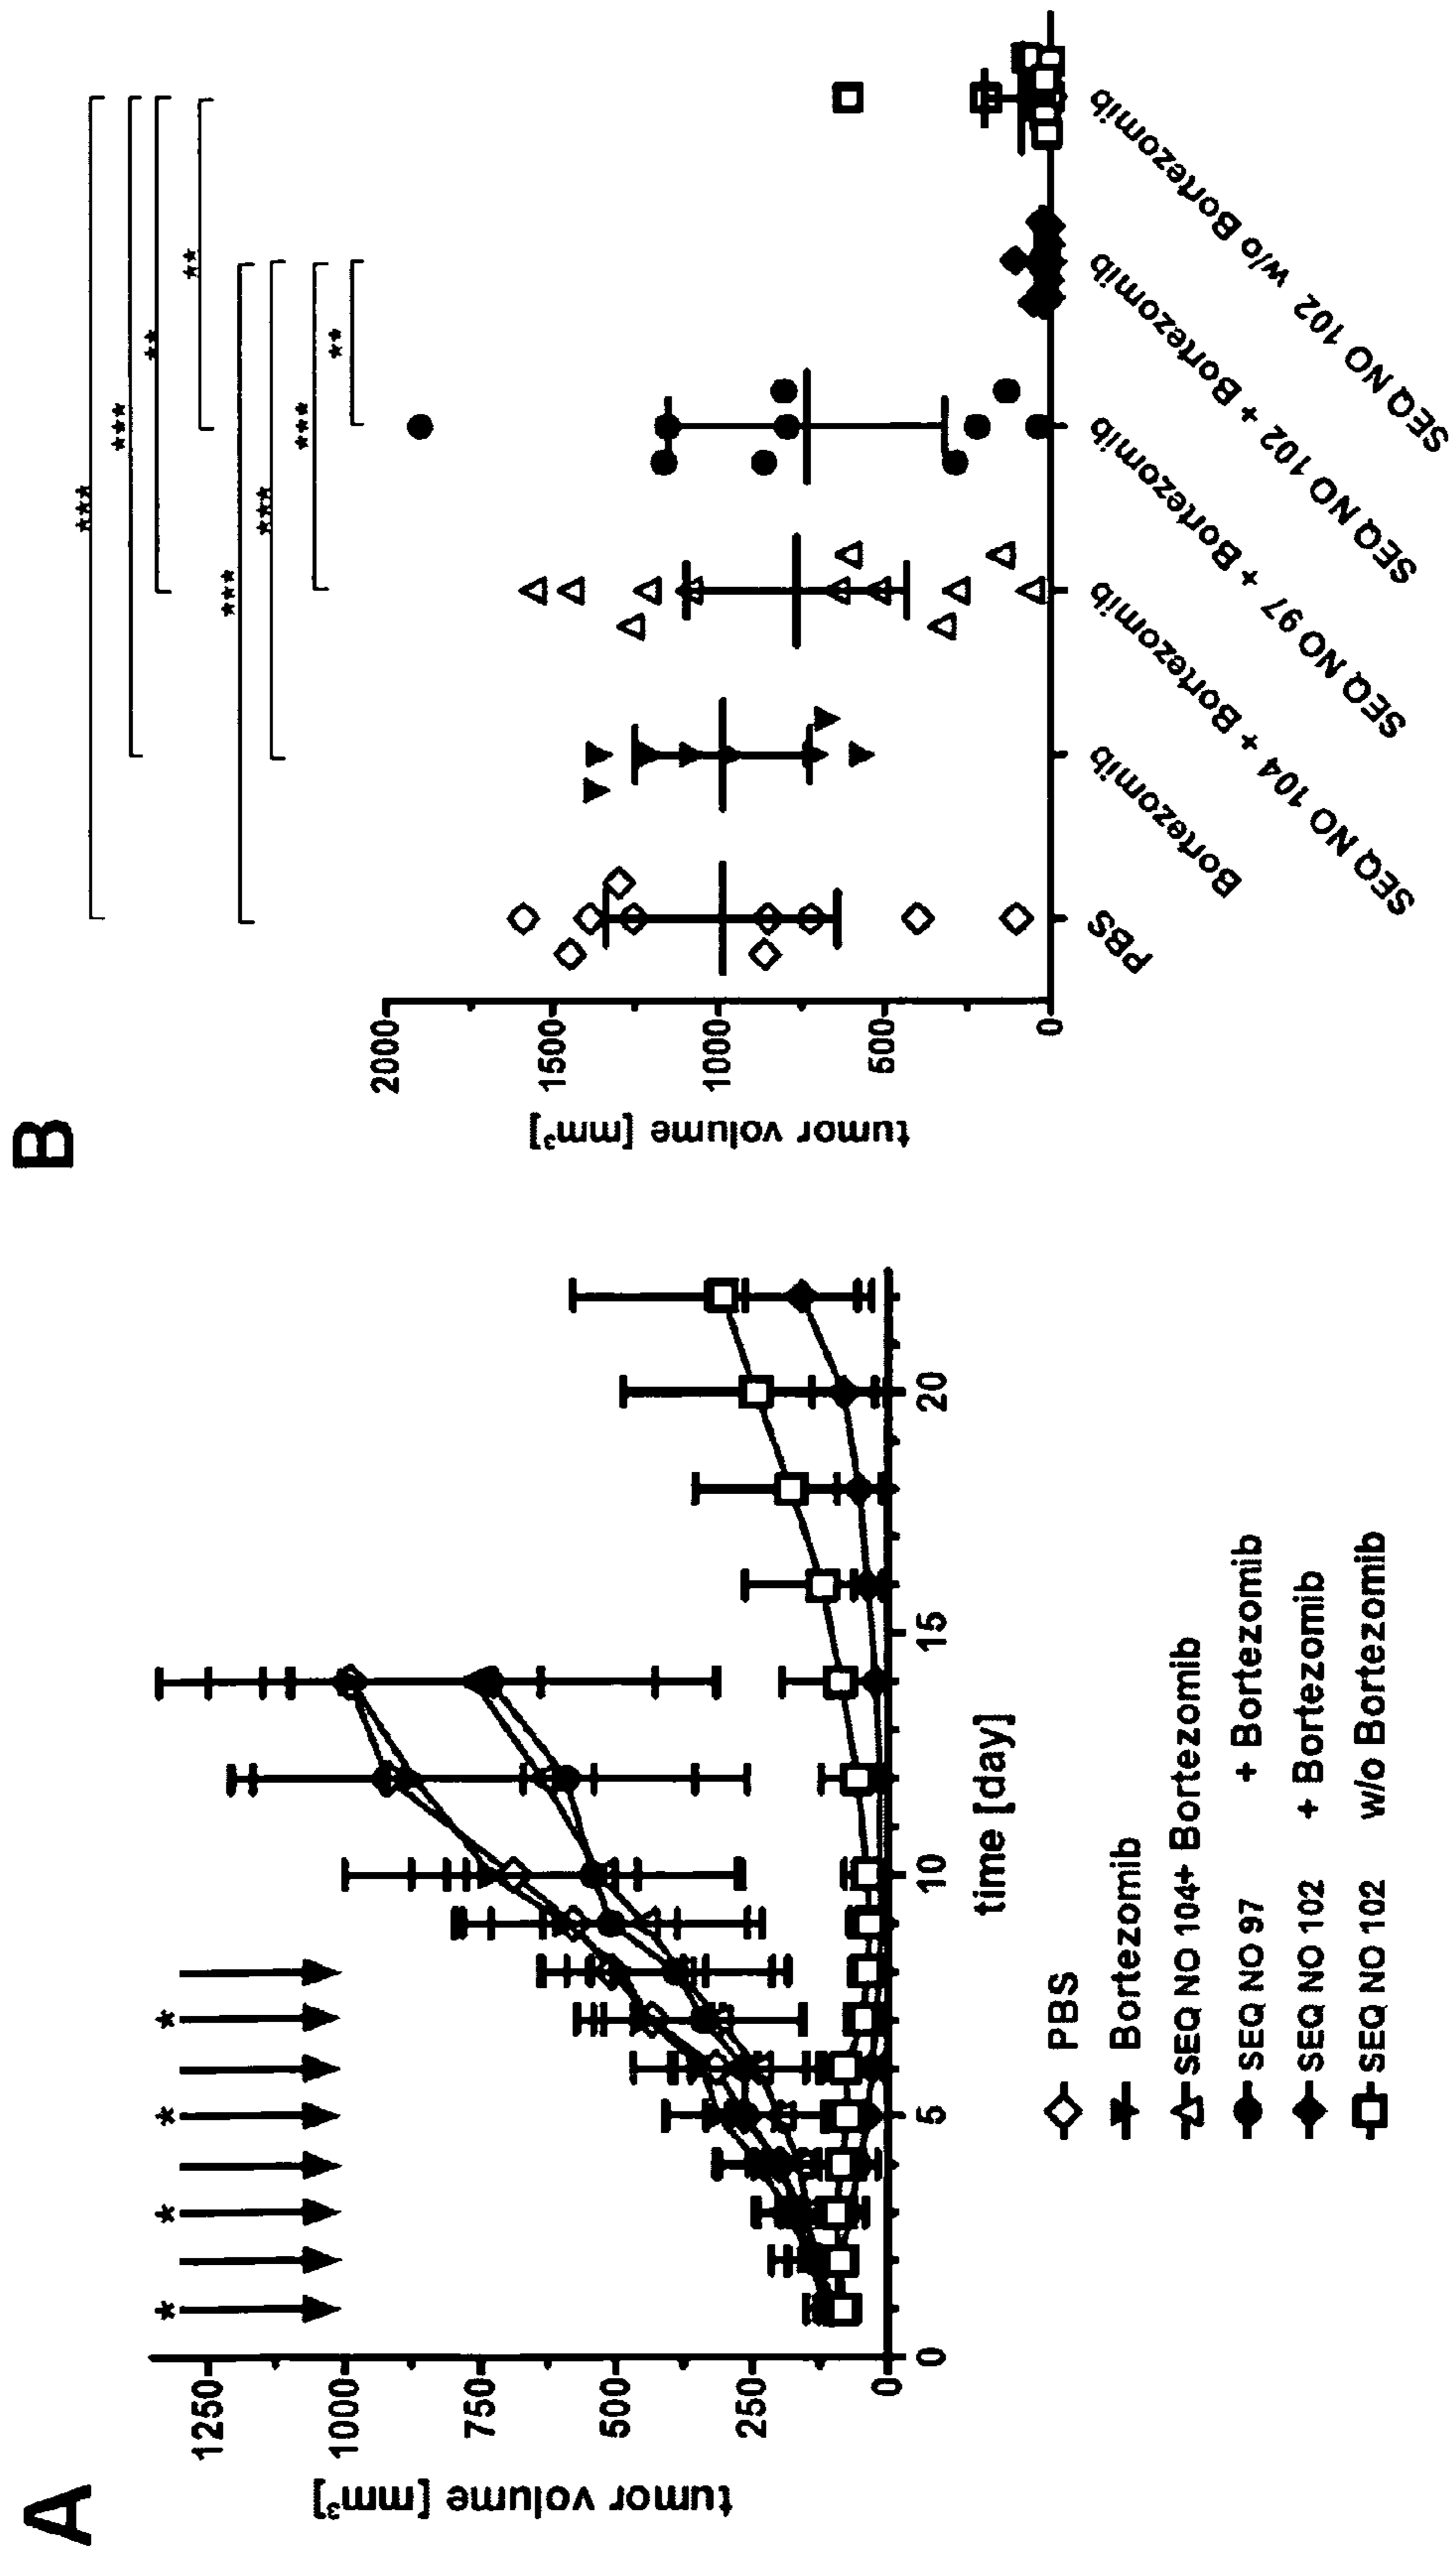 A
tumor volume [mm³]
1250
1000
750
500
250
0
* * * *
0 5 10 15 20
time [day]
PBS
Bortezomib
SEQ NO 104+ Bortezomib
SEQ NO 97 + Bortezomib
SEQ NO 102 + Bortezomib
SEQ NO 102 w/o Bortezomib
B
***
***
**
**
***
***
***
**
tumor volume [mm³]
2000
1500
1000
500
0
PBS
Bortezomib
SEQ NO 104 + Bortezomib
SEQ NO 97 + Bortezomib
SEQ NO 102 + Bortezomib
SEQ NO 102 w/o Bortezomib